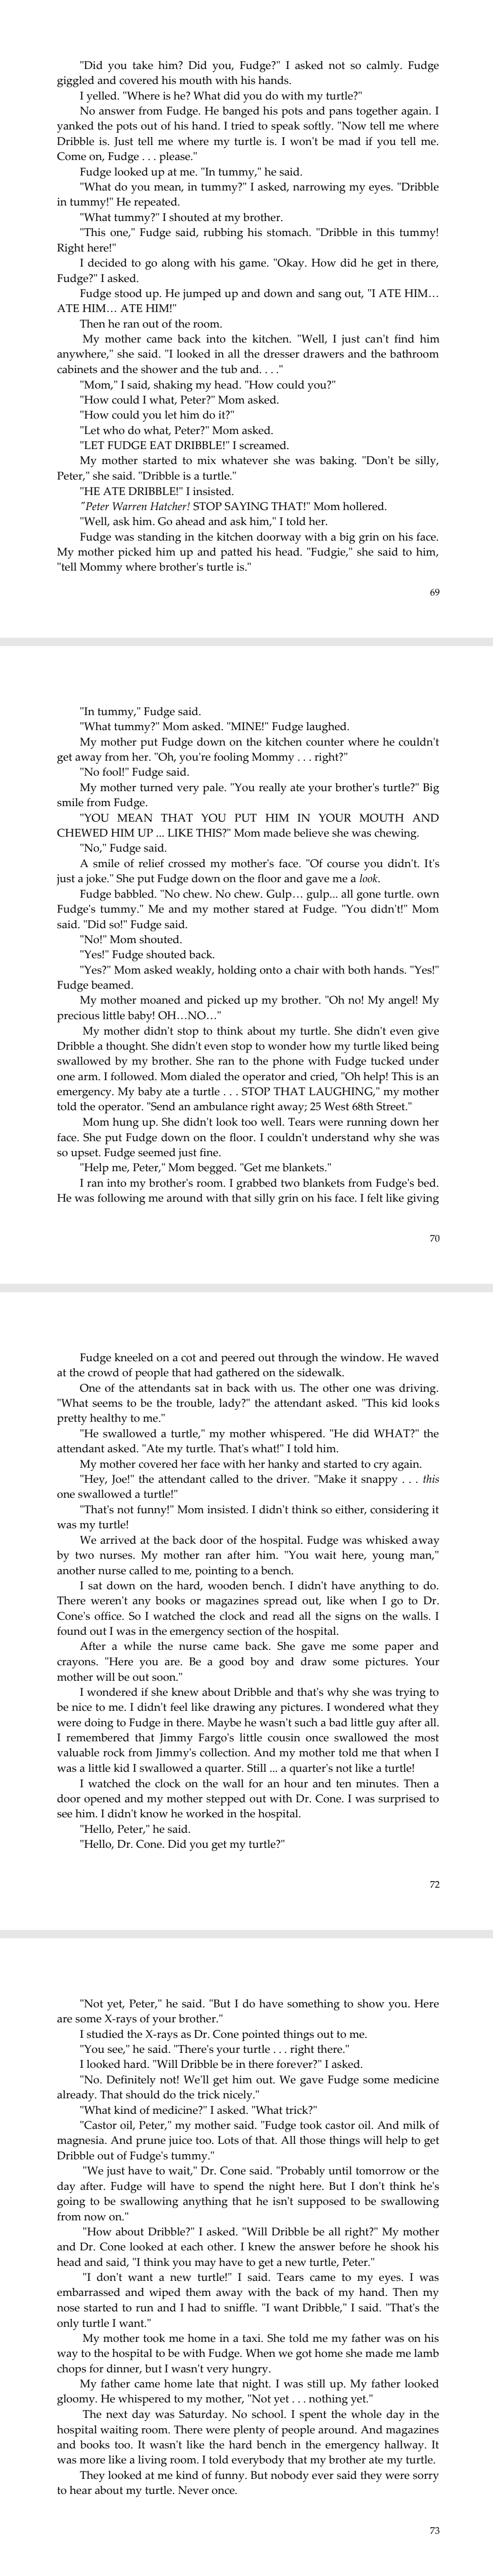 "Did you take him? Did you, Fudge?" I asked not so calmly. Fudge
giggled and covered his mouth with his hands.
I yelled. "Where is he? What did you do with my turtle?"
No answer from Fudge. He banged his pots and pans together again. I
yanked the pots out of his hand. I tried to speak softly. "Now tell me where
Dribble is. Just tell me where my turtle is. I won't be mad if you tell me.
Come on, Fudge . . . please."
Fudge looked up at me. "In tummy," he said.
"What do you mean, in tummy?" I asked, narrowing my eyes. "Dribble
in tummy!" He repeated.
"What tummy?" I shouted at my brother.
"This one," Fudge said, rubbing his stomach. "Dribble in this tummy!
Right here!"
I decided to go along with his game. "Okay. How did he get in there,
Fudge?" I asked.
Fudge stood up. He jumped up and down and sang out, "I ATE HIM…
ATE HIM… ATE HIM!"
Then he ran out of the room.
My mother came back into the kitchen. "Well, I just can't find him
anywhere," she said. "I looked in all the dresser drawers and the bathroom
cabinets and the shower and the tub and. . . ."
"Mom," I said, shaking my head. "How could you?"
"How could I what, Peter?" Mom asked.
"How could you let him do it?"
"Let who do what, Peter?" Mom asked.
"LET FUDGE EAT DRIBBLE!" I screamed.
My mother started to mix whatever she was baking. "Don't be silly,
Peter," she said. "Dribble is a turtle."
"HE ATE DRIBBLE!" I insisted.
"Peter Warren Hatcher! STOP SAYING THAT!" Mom hollered.
"Well, ask him. Go ahead and ask him," I told her.
Fudge was standing in the kitchen doorway with a big grin on his face.
My mother picked him up and patted his head. "Fudgie," she said to him,
"tell Mommy where brother's turtle is."
69
"In tummy," Fudge said.
"What tummy?" Mom asked. "MINE!" Fudge laughed.
My mother put Fudge down on the kitchen counter where he couldn't
get away from her. "Oh, you're fooling Mommy . . . right?"
"No fool!" Fudge said.
My mother turned very pale. "You really ate your brother's turtle?" Big
smile from Fudge.
"YOU MEAN THAT YOU PUT HIM IN YOUR MOUTH AND
CHEWED HIM UP ... LIKE THIS?" Mom made believe she was chewing.
"No," Fudge said.
A smile of relief crossed my mother's face. "Of course you didn't. It's
just a joke." She put Fudge down on the floor and gave me a look.
Fudge babbled. "No chew. No chew. Gulp… gulp... all gone turtle. own
Fudge's tummy." Me and my mother stared at Fudge. "You didn't!" Mom
said. "Did so!" Fudge said.
"No!" Mom shouted.
"Yes!" Fudge shouted back.
"Yes?" Mom asked weakly, holding onto a chair with both hands. "Yes!"
Fudge beamed.
My mother moaned and picked up my brother. "Oh no! My angel! My
precious little baby! OH…NO…"
My mother didn't stop to think about my turtle. She didn't even give
Dribble a thought. She didn't even stop to wonder how my turtle liked being
swallowed by my brother. She ran to the phone with Fudge tucked under
one arm. I followed. Mom dialed the operator and cried, "Oh help! This is an
emergency. My baby ate a turtle . . . STOP THAT LAUGHING," my mother
told the operator. "Send an ambulance right away; 25 West 68th Street."
Mom hung up. She didn't look too well. Tears were running down her
face. She put Fudge down on the floor. I couldn't understand why she was
so upset. Fudge seemed just fine.
"Help me, Peter," Mom begged. "Get me blankets."
I ran into my brother's room. I grabbed two blankets from Fudge's bed.
He was following me around with that silly grin on his face. I felt like giving
70
Fudge kneeled on a cot and peered out through the window. He waved
at the crowd of people that had gathered on the sidewalk.
One of the attendants sat in back with us. The other one was driving.
"What seems to be the trouble, lady?" the attendant asked. "This kid looks
pretty healthy to me."
"He swallowed a turtle," my mother whispered. "He did WHAT?" the
attendant asked. "Ate my turtle. That's what!" I told him.
My mother covered her face with her hanky and started to cry again.
"Hey, Joe!" the attendant called to the driver. "Make it snappy . . . this
one swallowed a turtle!"
"That's not funny!" Mom insisted. I didn't think so either, considering it
was my turtle!
We arrived at the back door of the hospital. Fudge was whisked away
by two nurses. My mother ran after him. "You wait here, young man,"
another nurse called to me, pointing to a bench.
I sat down on the hard, wooden bench. I didn't have anything to do.
There weren't any books or magazines spread out, like when I go to Dr.
Cone's office. So I watched the clock and read all the signs on the walls. I
found out I was in the emergency section of the hospital.
After a while the nurse came back. She gave me some paper and
crayons. "Here you are. Be a good boy and draw some pictures. Your
mother will be out soon."
I wondered if she knew about Dribble and that's why she was trying to
be nice to me. I didn't feel like drawing any pictures. I wondered what they
were doing to Fudge in there. Maybe he wasn't such a bad little guy after all.
I remembered that Jimmy Fargo's little cousin once swallowed the most
valuable rock from Jimmy's collection. And my mother told me that when I
was a little kid I swallowed a quarter. Still ... a quarter's not like a turtle!
I watched the clock on the wall for an hour and ten minutes. Then a
door opened and my mother stepped out with Dr. Cone. I was surprised to
see him. I didn't know he worked in the hospital.
"Hello, Peter," he said.
"Hello, Dr. Cone. Did you get my turtle?"
72
"Not yet, Peter," he said. "But I do have something to show you. Here
are some X-rays of your brother."
I studied the X-rays as Dr. Cone pointed things out to me.
"You see," he said. "There's your turtle . . . right there."
I looked hard. "Will Dribble be in there forever?" I asked.
"No. Definitely not! We'll get him out. We gave Fudge some medicine
already. That should do the trick nicely."
"What kind of medicine?" I asked. "What trick?"
"Castor oil, Peter," my mother said. "Fudge took castor oil. And milk of
magnesia. And prune juice too. Lots of that. All those things will help to get
Dribble out of Fudge's tummy."
"We just have to wait," Dr. Cone said. "Probably until tomorrow or the
day after. Fudge will have to spend the night here. But I don't think he's
going to be swallowing anything that he isn't supposed to be swallowing
from now on."
"How about Dribble?" I asked. "Will Dribble be all right?" My mother
and Dr. Cone looked at each other. I knew the answer before he shook his
head and said, "I think you may have to get a new turtle, Peter."
"I don't want a new turtle!" I said. Tears came to my eyes. I was
embarrassed and wiped them away with the back of my hand. Then my
nose started to run and I had to sniffle. "I want Dribble," I said. "That's the
only turtle I want."
My mother took me home in a taxi. She told me my father was on his
way to the hospital to be with Fudge. When we got home she made me lamb
chops for dinner, but I wasn't very hungry.
My father came home late that night. I was still up. My father looked
gloomy. He whispered to my mother, "Not yet . . . nothing yet."
The next day was Saturday. No school. I spent the whole day in the
hospital waiting room. There were plenty of people around. And magazines
and books too. It wasn't like the hard bench in the emergency hallway. It
was more like a living room. I told everybody that my brother ate my turtle.
They looked at me kind of funny. But nobody ever said they were sorry
to hear about my turtle. Never once.
73